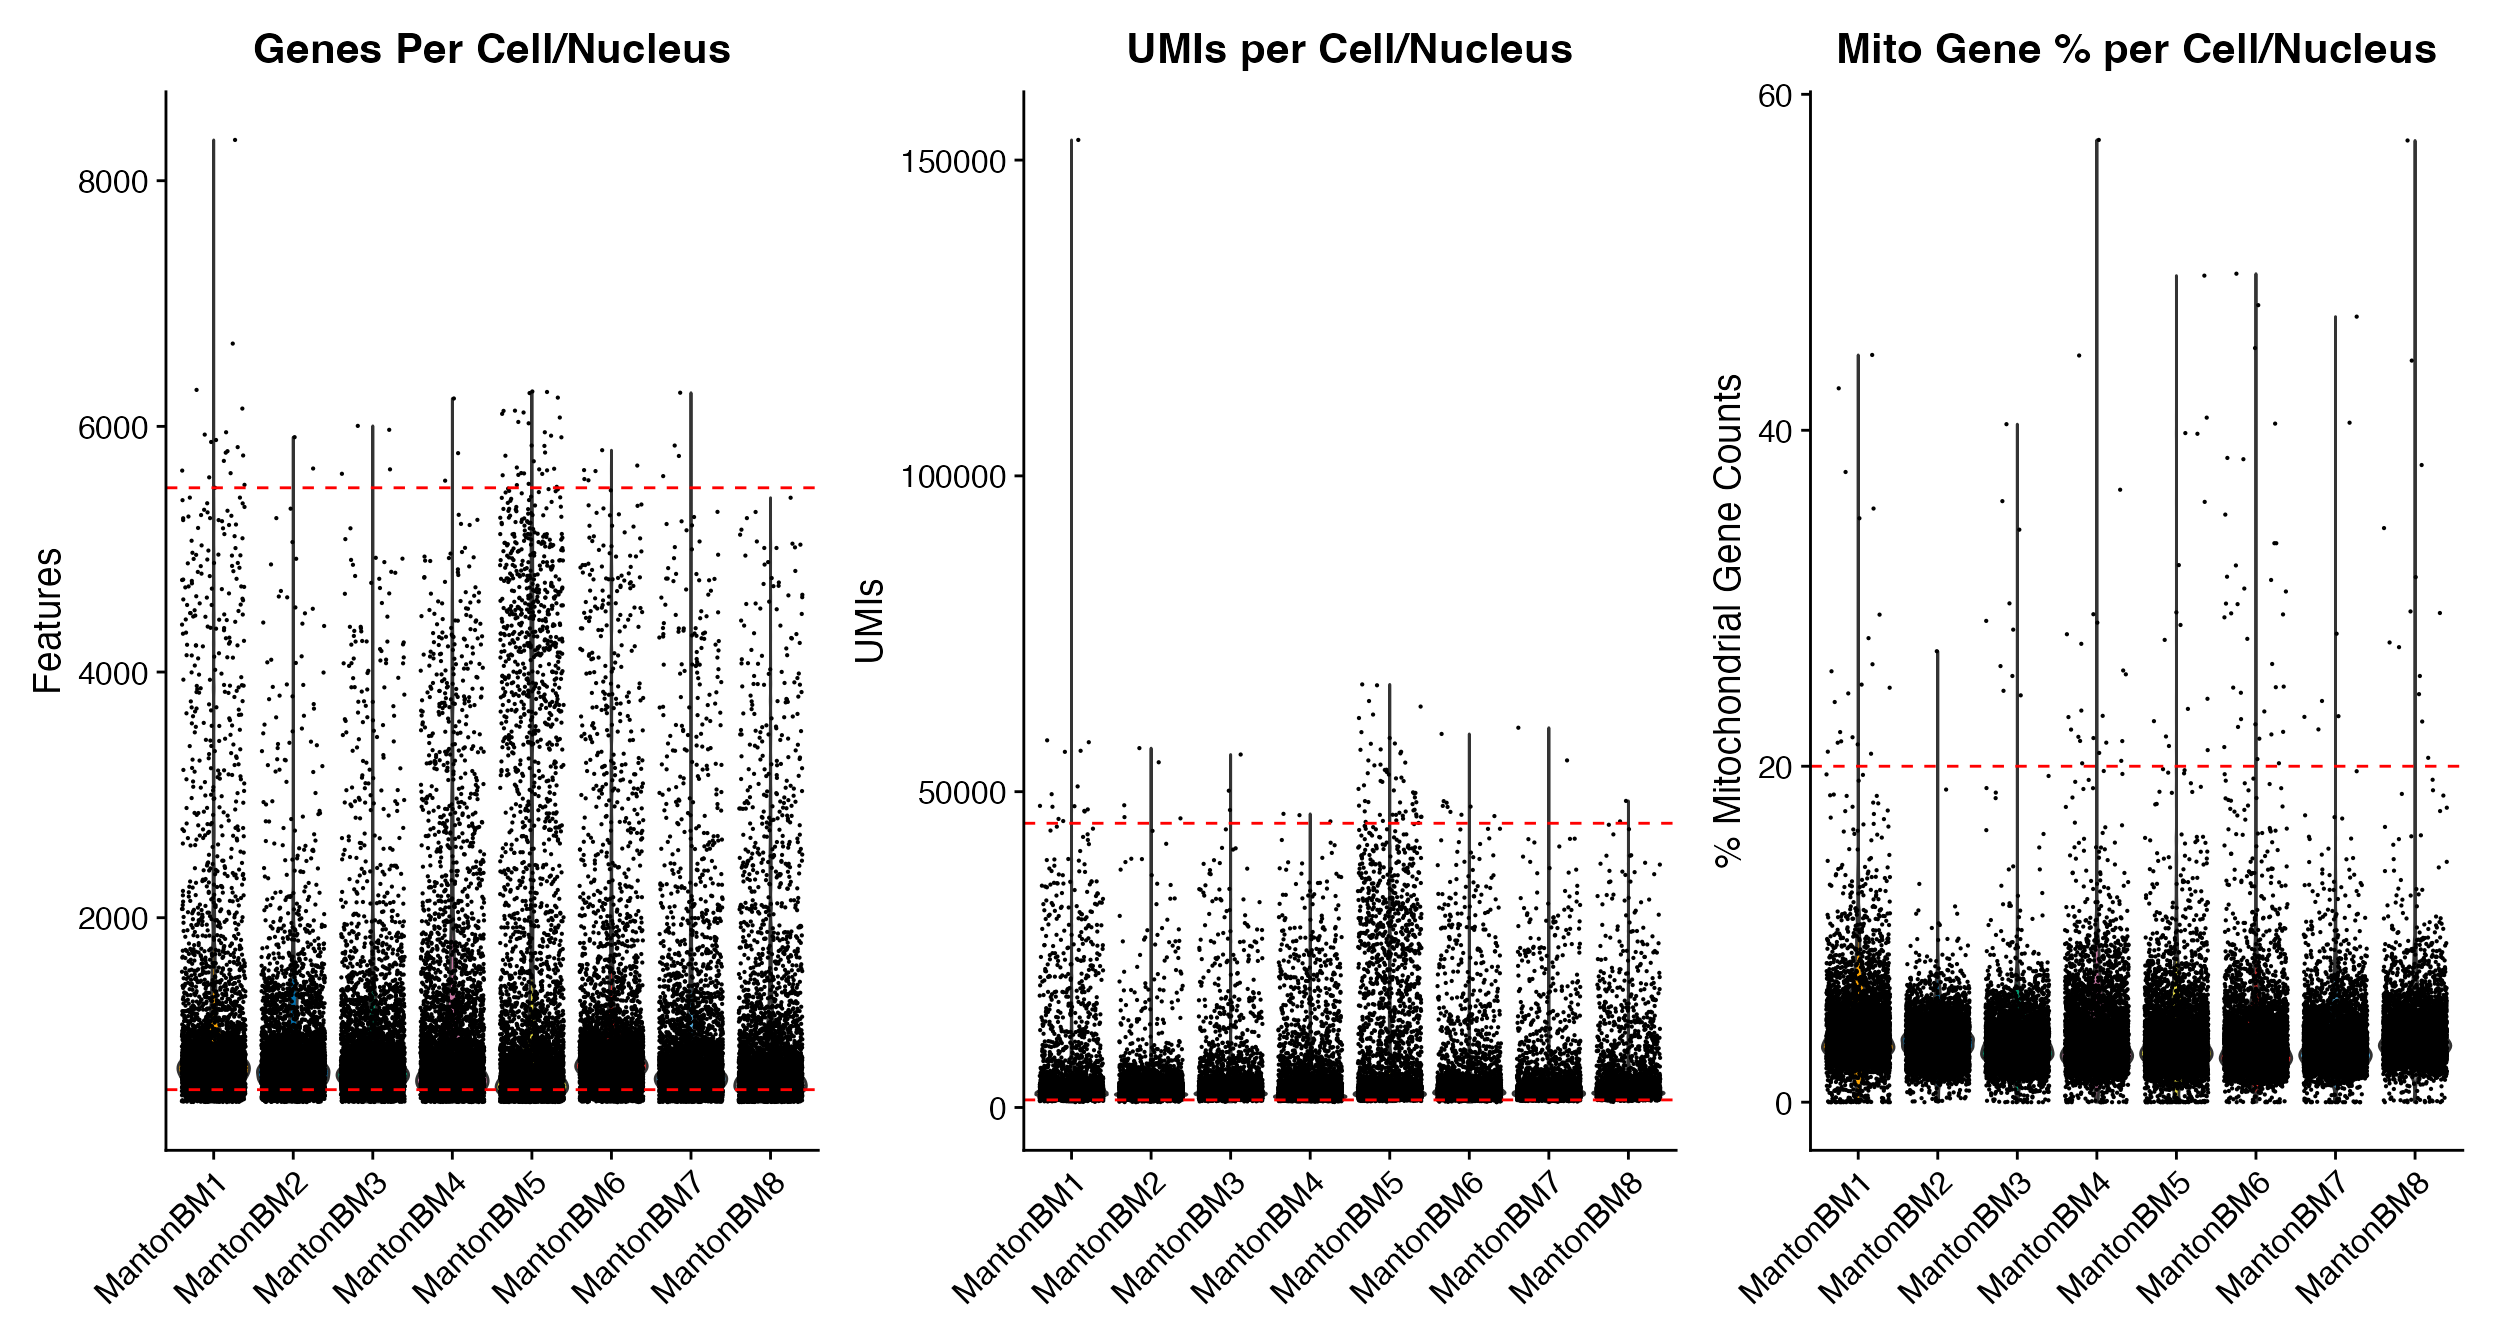 Genes Per Cell/Nucleus
Features
8000
6000
4000
2000
MantonBM1
MantonBM2
MantonBM3
MantonBM4
MantonBM5
MantonBM6
MantonBM7
MantonBM8
UMIs per Cell/Nucleus
UMIs
150000
100000
50000
0
MantonBM1
MantonBM2
MantonBM3
MantonBM4
MantonBM5
MantonBM6
MantonBM7
MantonBM8
Mito Gene % per Cell/Nucleus
% Mitochondrial Gene Counts
60
40
20
0
MantonBM1
MantonBM2
MantonBM3
MantonBM4
MantonBM5
MantonBM6
MantonBM7
MantonBM8